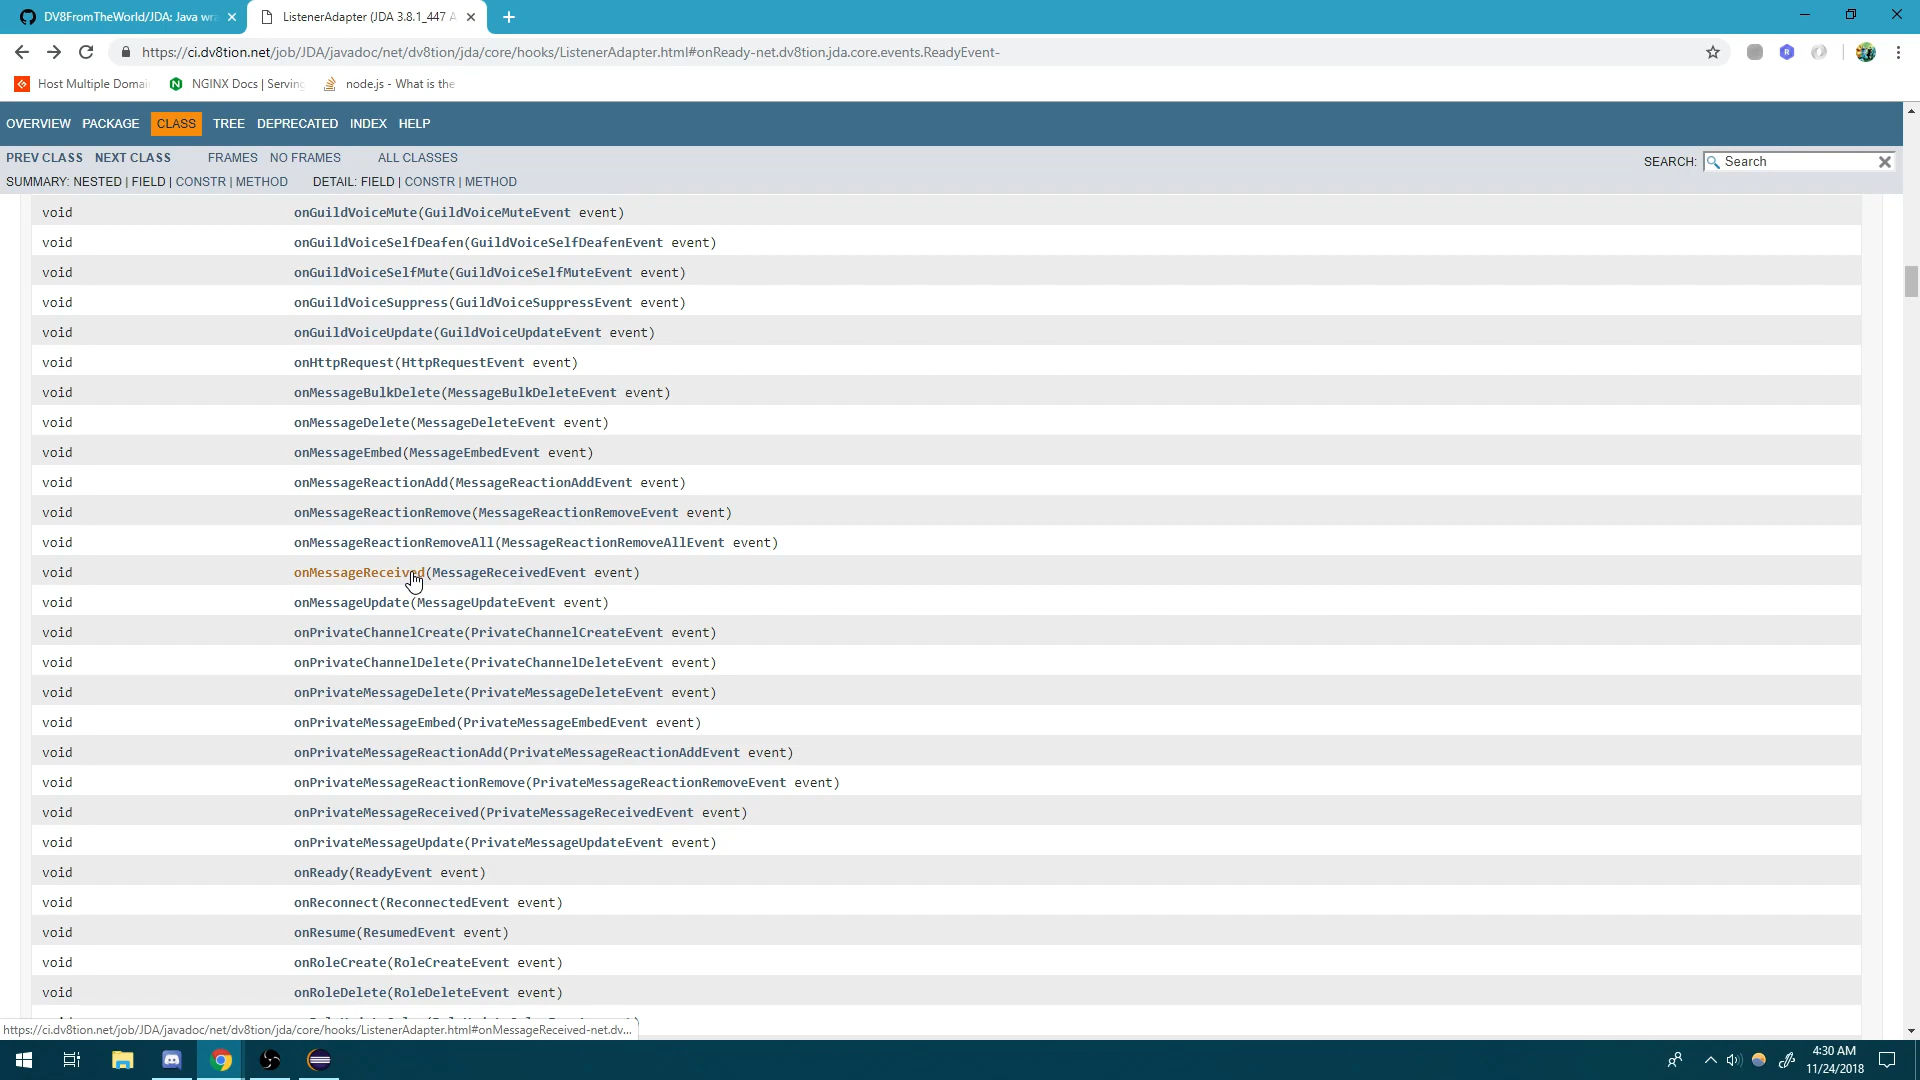 DV8FromTheWorld/JDA: Java wra
ListenerAdapter (JDA 3.8.1_447 A
https://ci.dv8tion.net/job/JDA/javadoc/net/dv8tion/jda/core/hooks/ListenerAdapter.html#onReady-net.dv8tion.jda.core.events.ReadyEvent-
Host Multiple Domai
NGINX Docs | Serving
node.js - What is the
OVERVIEW PACKAGE CLASS TREE DEPRECATED INDEX HELP
PREV CLASS NEXT CLASS FRAMES NO FRAMES ALL CLASSES
SEARCH: Search
SUMMARY: NESTED | FIELD | CONSTR | METHOD DETAIL: FIELD | CONSTR | METHOD
void onGuildVoiceMute(GuildVoiceMuteEvent event)
void onGuildVoiceSelfDeafen(GuildVoiceSelfDeafenEvent event)
void onGuildVoiceSelfMute(GuildVoiceSelfMuteEvent event)
void onGuildVoiceSuppress(GuildVoiceSuppressEvent event)
void onGuildVoiceUpdate(GuildVoiceUpdateEvent event)
void onHttpRequest(HttpRequestEvent event)
void onMessageBulkDelete(MessageBulkDeleteEvent event)
void onMessageDelete(MessageDeleteEvent event)
void onMessageEmbed(MessageEmbedEvent event)
void onMessageReactionAdd(MessageReactionAddEvent event)
void onMessageReactionRemove(MessageReactionRemoveEvent event)
void onMessageReactionRemoveAll(MessageReactionRemoveAllEvent event)
void onMessageReceived(MessageReceivedEvent event)
void onMessageUpdate(MessageUpdateEvent event)
void onPrivateChannelCreate(PrivateChannelCreateEvent event)
void onPrivateChannelDelete(PrivateChannelDeleteEvent event)
void onPrivateMessageDelete(PrivateMessageDeleteEvent event)
void onPrivateMessageEmbed(PrivateMessageEmbedEvent event)
void onPrivateMessageReactionAdd(PrivateMessageReactionAddEvent event)
void onPrivateMessageReactionRemove(PrivateMessageReactionRemoveEvent event)
void onPrivateMessageReceived(PrivateMessageReceivedEvent event)
void onPrivateMessageUpdate(PrivateMessageUpdateEvent event)
void onReady(ReadyEvent event)
void onReconnect(ReconnectedEvent event)
void onResume(ResumedEvent event)
void onRoleCreate(RoleCreateEvent event)
void onRoleDelete(RoleDeleteEvent event)
https://ci.dv8tion.net/job/JDA/javadoc/net/dv8tion/jda/core/hooks/ListenerAdapter.html#onMessageReceived-net.dv...
4:30 AM
11/24/2018